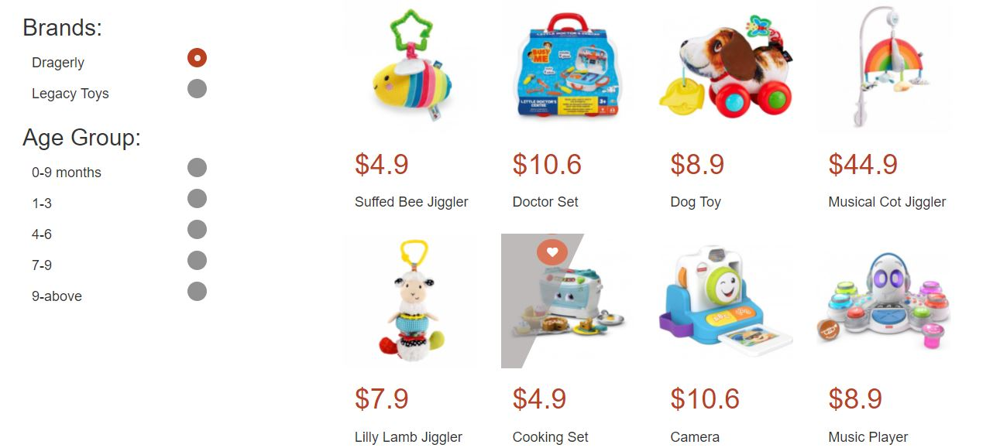 Brands:
Dragerly
Legacy Toys
Age Group:
0-9 months
1-3
4-6
7-9
9-above
LITTLE DOCTOR'S CENTRE
BUSY ME
LITTLE DOCTOR'S
CENTRE
3+
$4.9
$10.6
$8.9
$44.9
Suffed Bee Jiggler
Doctor Set
Dog Toy
Musical Cot Jiggler
$7.9
$4.9
$10.6
$8.9
Lilly Lamb Jiggler
Cooking Set
Camera
Music Player